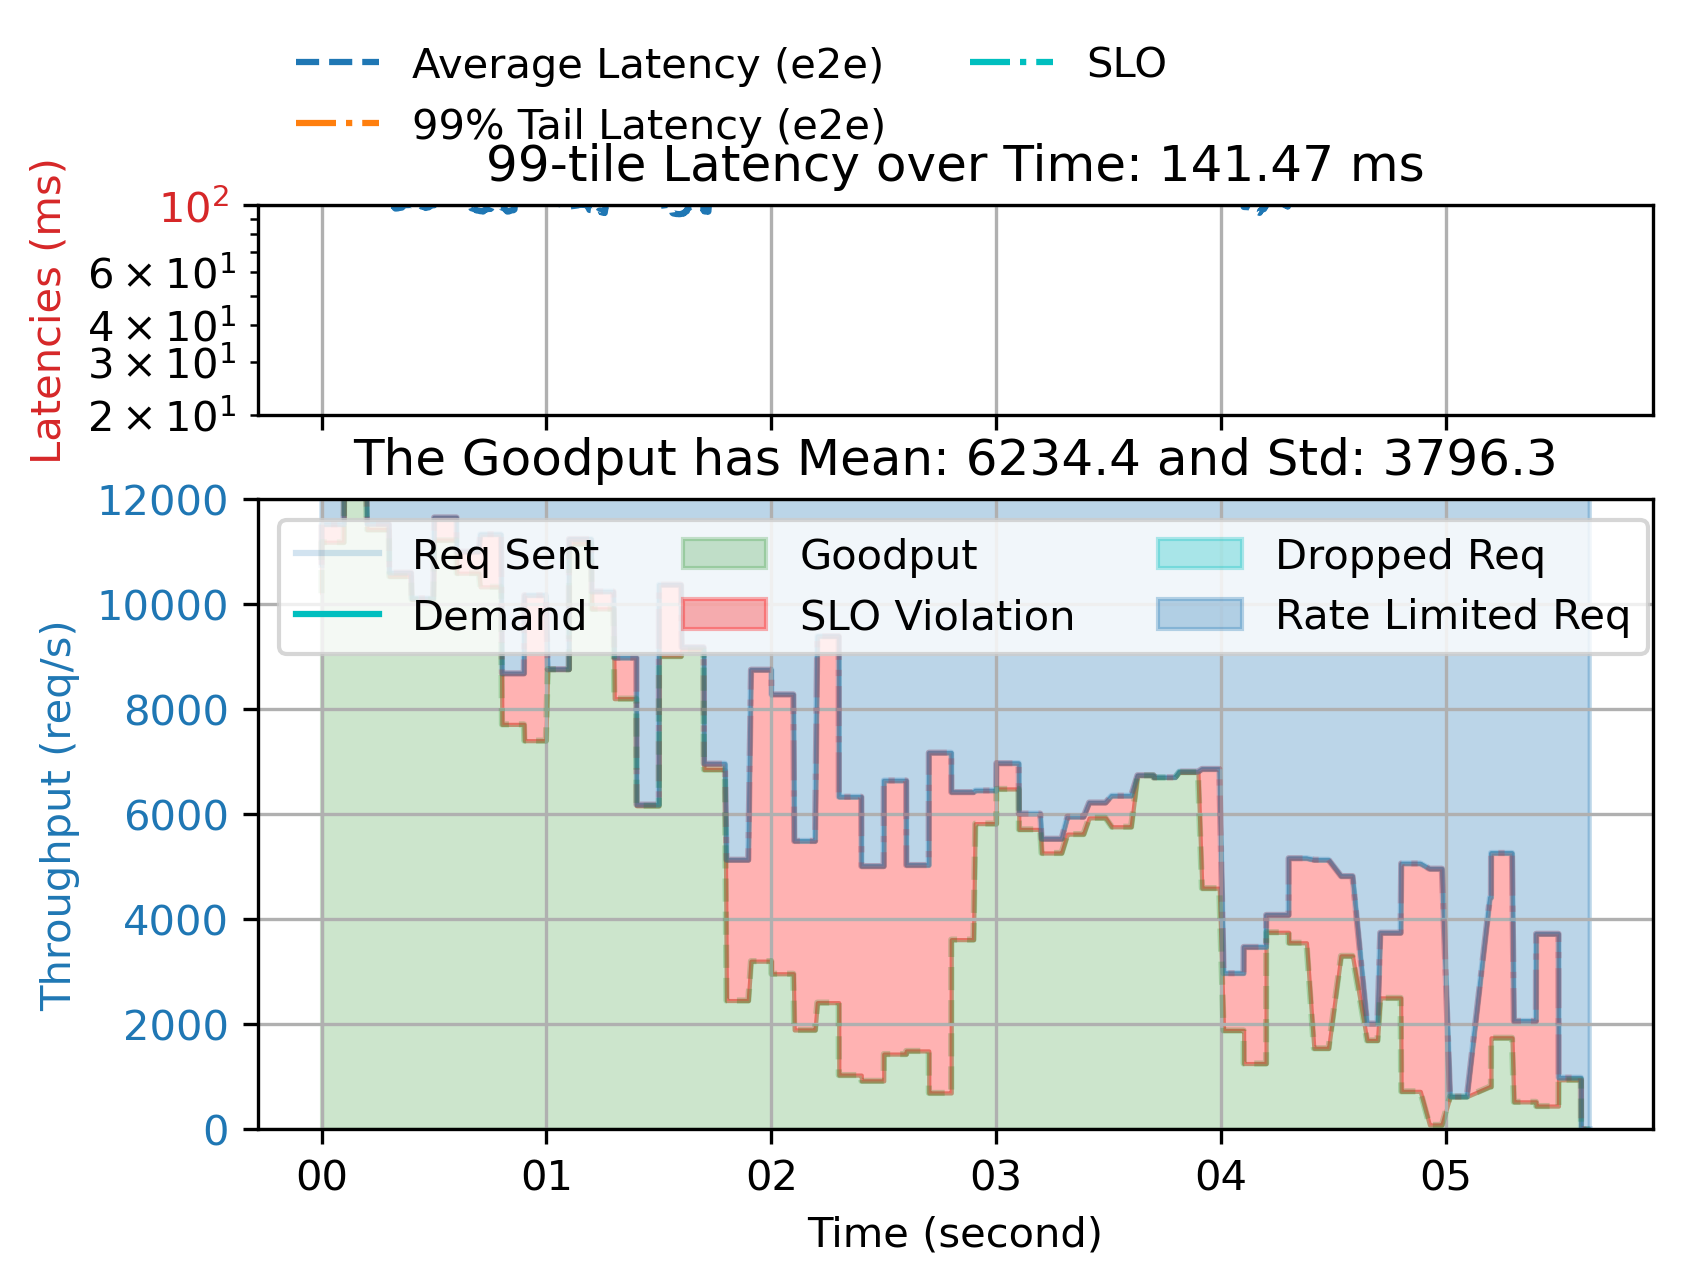 Average Latency (e2e) SLO
99% Tail Latency (e2e)
99-tile Latency over Time: 141.47 ms
Latencies (ms)
10²
6 × 10¹
4 × 10¹
3 × 10¹
2 × 10¹
The Goodput has Mean: 6234.4 and Std: 3796.3
Throughput (req/s)
12000
10000
8000
6000
4000
2000
0
Req Sent Goodput Dropped Req
Demand SLO Violation Rate Limited Req
00 01 02 03 04 05
Time (second)